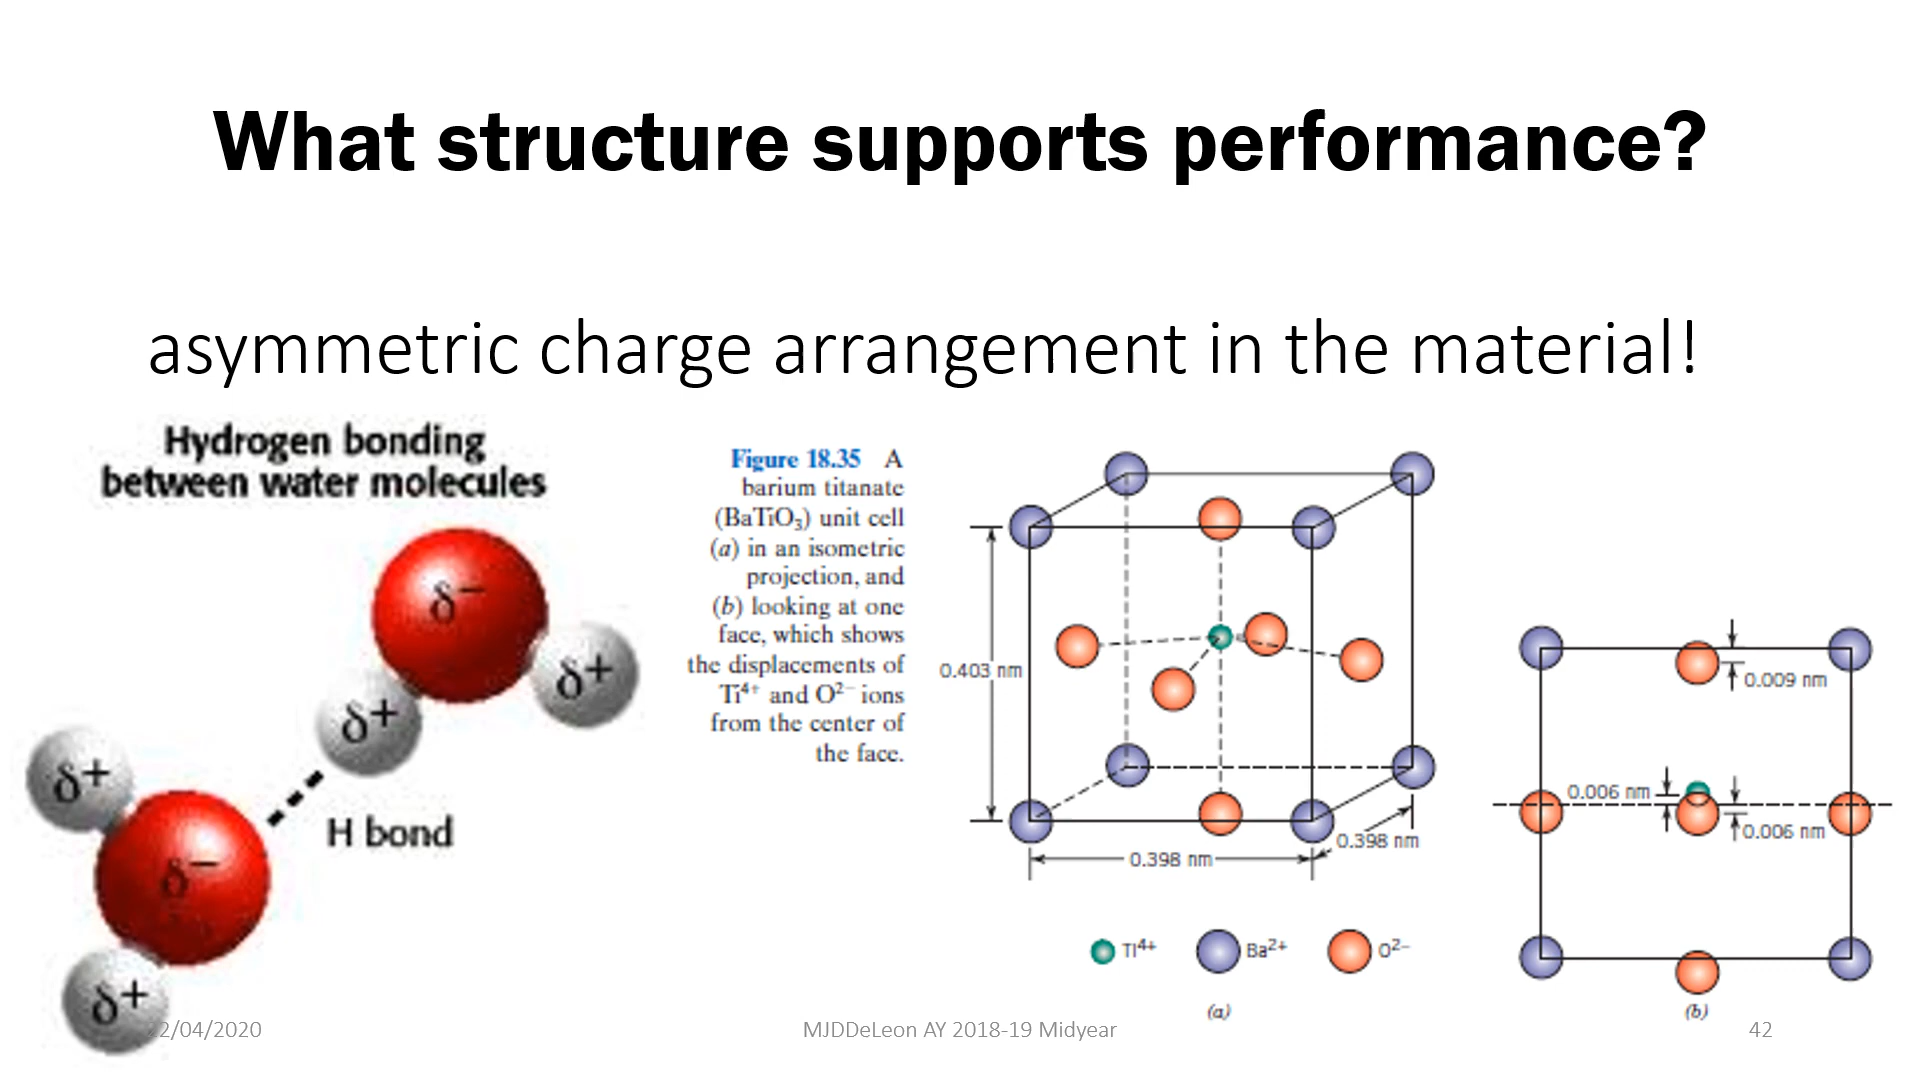 What structure supports performance?
asymmetric charge arrangement in the material!
Hydrogen bonding
between water molecules
δ−
δ+
δ+
δ+
δ−
δ+
H bond
Figure 18.35 A
barium titanate
(BaTiO₃) unit cell
(a) in an isometric
projection, and
(b) looking at one
face, which shows
the displacements of
Ti⁴⁺ and O²⁻ ions
from the center of
the face.
0.403 nm
0.398 nm
0.398 nm
Ti⁴⁺
Ba²⁺
O²⁻
(a)
0.009 nm
0.006 nm
0.006 nm
(b)
2/04/2020
MJDDeLeon AY 2018-19 Midyear
42